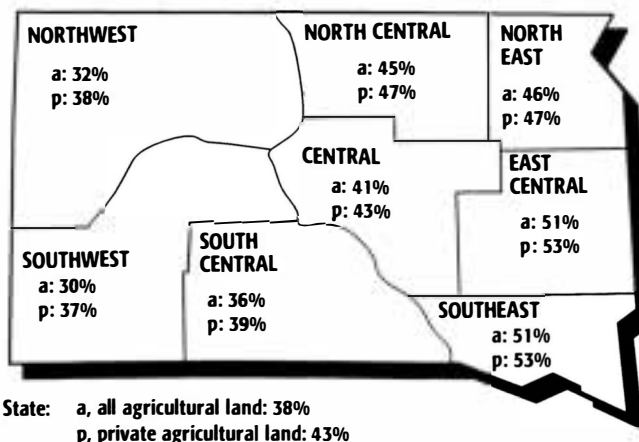 NORTHWEST
a: 32%
p: 38%
NORTH CENTRAL
a: 45%
p: 47%
NORTH
EAST
a: 46%
p: 47%
CENTRAL
a: 41%
p: 43%
EAST
CENTRAL
a: 51%
p: 53%
SOUTHWEST
a: 30%
p: 37%
SOUTH
CENTRAL
a: 36%
p: 39%
SOUTHEAST
a: 51%
p: 53%
State: a, all agricultural land: 38%
p, private agricultural land: 43%